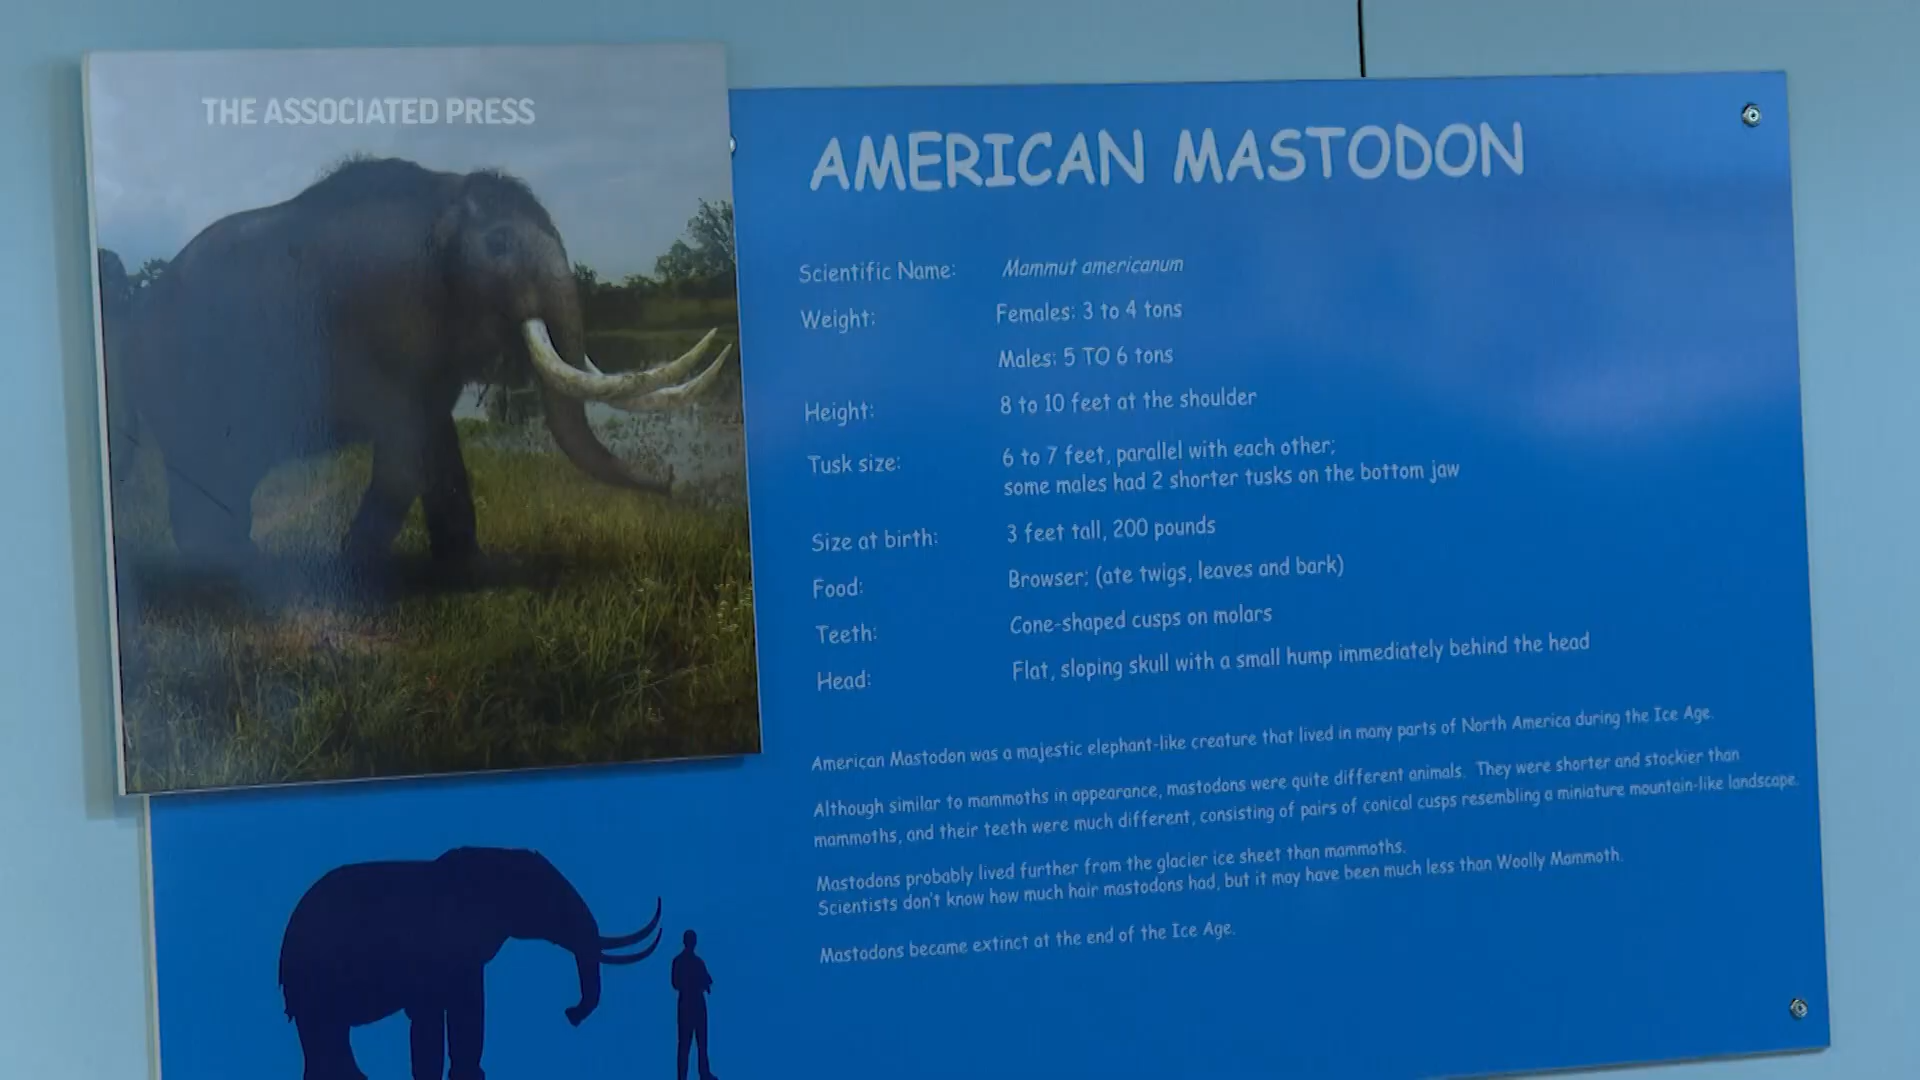 THE ASSOCIATED PRESS
AMERICAN MASTODON
Scientific Name: Mammut americanum
Weight: Females: 3 to 4 tons
Males: 5 TO 6 tons
Height: 8 to 10 feet at the shoulder
Tusk size: 6 to 7 feet, parallel with each other;
some males had 2 shorter tusks on the bottom jaw
Size at birth: 3 feet tall, 200 pounds
Food: Browser; (ate twigs, leaves and bark)
Teeth: Cone-shaped cusps on molars
Head: Flat, sloping skull with a small hump immediately behind the head
American Mastodon was a majestic elephant-like creature that lived in many parts of North America during the Ice Age.
Although similar to mammoths in appearance, mastodons were quite different animals. They were shorter and stockier than
mammoths, and their teeth were much different, consisting of pairs of conical cusps resembling a miniature mountain-like landscape.
Mastodons probably lived further from the glacier ice sheet than mammoths.
Scientists don't know how much hair mastodons had, but it may have been much less than Woolly Mammoth.
Mastodons became extinct at the end of the Ice Age.